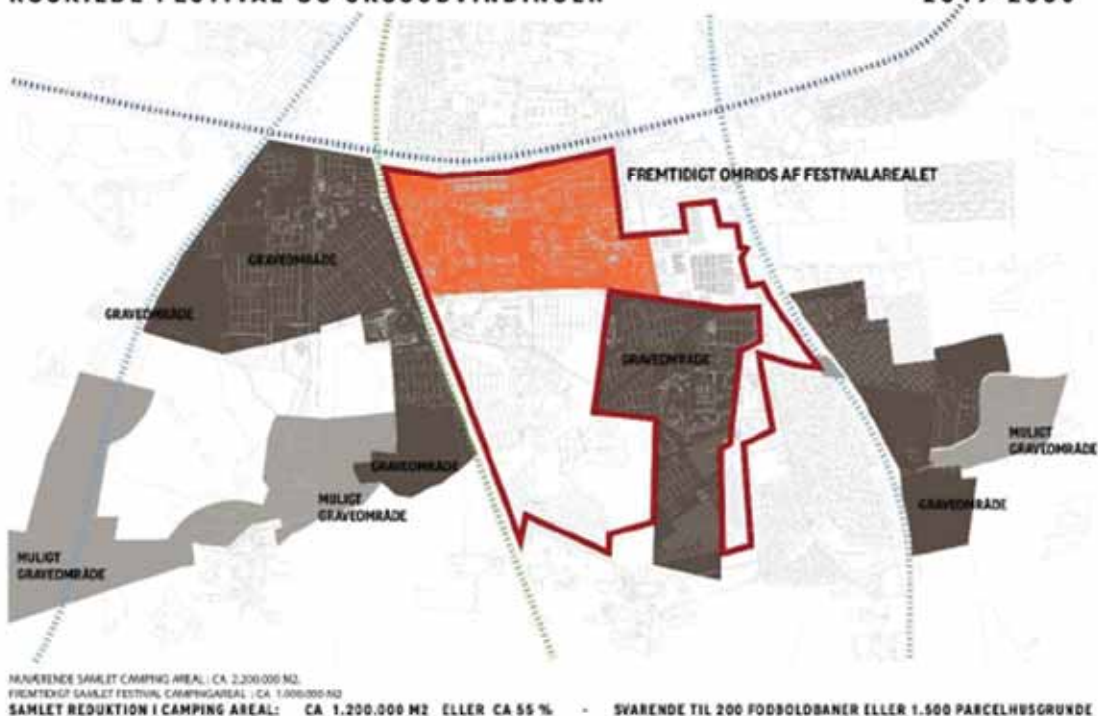 FREMTIDIGT OMRIDS AF FESTIVALAREALET
GRAVEOMRÅDE
GRAVEOMRÅDE
GRAVEOMRÅDE
MULIGT
GRAVEOMRÅDE
GRAVEOMRÅDE
MULIGT
GRAVEOMRÅDE
GRAVEOMRÅDE
MULIGT
GRAVEOMRÅDE
NUVÆRENDE SAMLET CAMPING AREAL: CA 2.200.000 M2.
FREMTIDIGT SAMLET FESTIVAL CAMPINGAREAL : CA 1.000.000 M2
SAMLET REDUKTION I CAMPING AREAL: CA 1.200.000 M2 ELLER CA 55 % - SVARENDE TIL 200 FODBOLDBANER ELLER 1.500 PARCELHUSGRUNDE